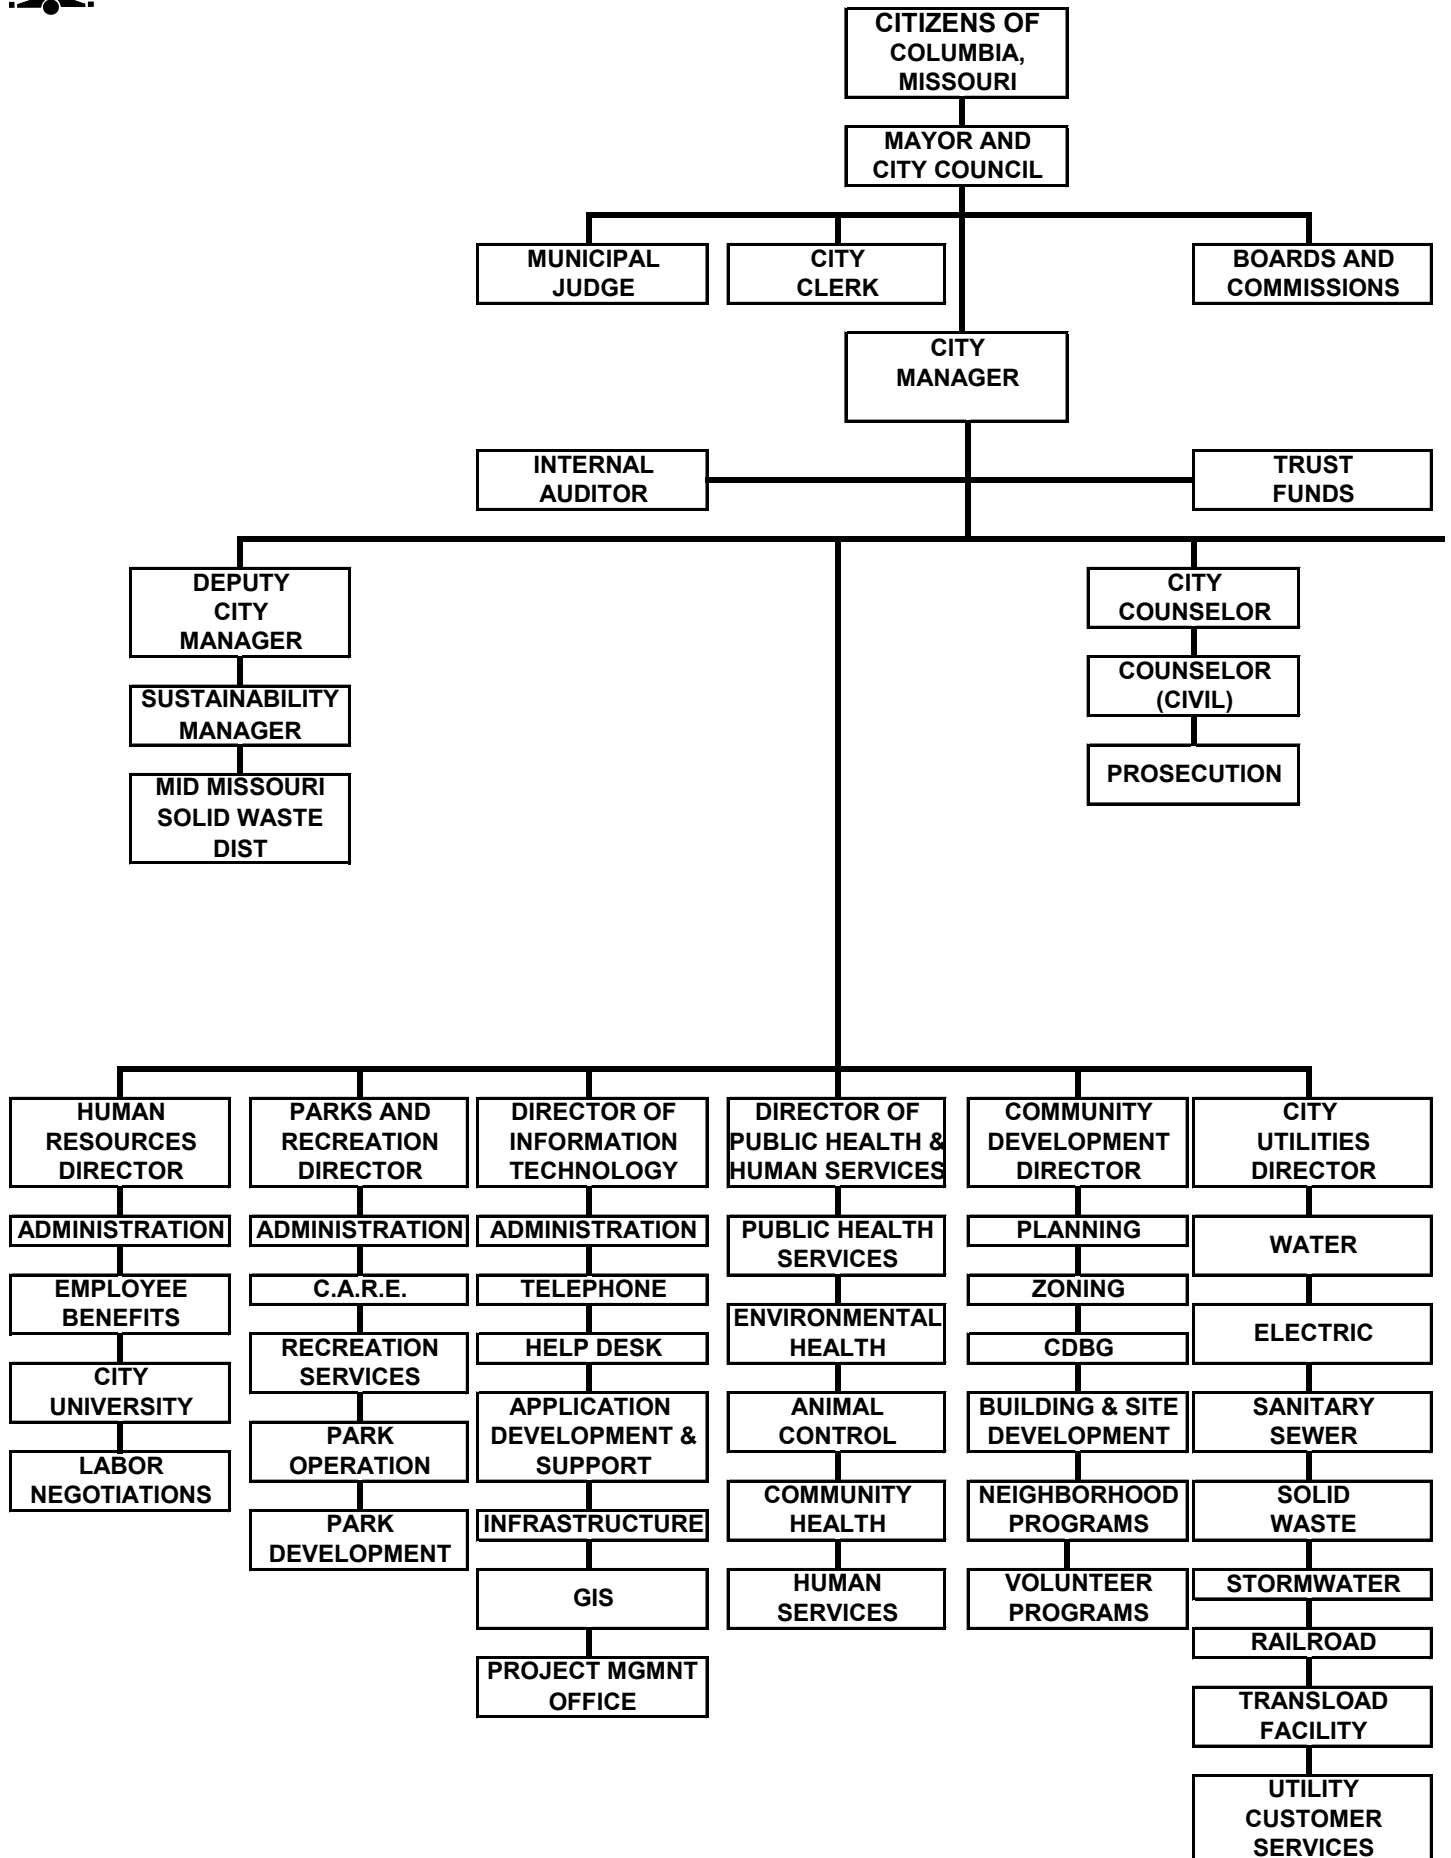 CITIZENS OF
COLUMBIA,
MISSOURI
MAYOR AND
CITY COUNCIL
MUNICIPAL
JUDGE
CITY
CLERK
BOARDS AND
COMMISSIONS
CITY
MANAGER
INTERNAL
AUDITOR
TRUST
FUNDS
DEPUTY
CITY
MANAGER
SUSTAINABILITY
MANAGER
MID MISSOURI
SOLID WASTE
DIST
CITY
COUNSELOR
COUNSELOR
(CIVIL)
PROSECUTION
HUMAN
RESOURCES
DIRECTOR
ADMINISTRATION
EMPLOYEE
BENEFITS
CITY
UNIVERSITY
LABOR
NEGOTIATIONS
PARKS AND
RECREATION
DIRECTOR
ADMINISTRATION
C.A.R.E.
RECREATION
SERVICES
PARK
OPERATION
PARK
DEVELOPMENT
DIRECTOR OF
INFORMATION
TECHNOLOGY
ADMINISTRATION
TELEPHONE
HELP DESK
APPLICATION
DEVELOPMENT &
SUPPORT
INFRASTRUCTURE
GIS
PROJECT MGMNT
OFFICE
DIRECTOR OF
PUBLIC HEALTH &
HUMAN SERVICES
PUBLIC HEALTH
SERVICES
ENVIRONMENTAL
HEALTH
ANIMAL
CONTROL
COMMUNITY
HEALTH
HUMAN
SERVICES
COMMUNITY
DEVELOPMENT
DIRECTOR
PLANNING
ZONING
CDBG
BUILDING & SITE
DEVELOPMENT
NEIGHBORHOOD
PROGRAMS
VOLUNTEER
PROGRAMS
CITY
UTILITIES
DIRECTOR
WATER
ELECTRIC
SANITARY
SEWER
SOLID
WASTE
STORMWATER
RAILROAD
TRANSLOAD
FACILITY
UTILITY
CUSTOMER
SERVICES